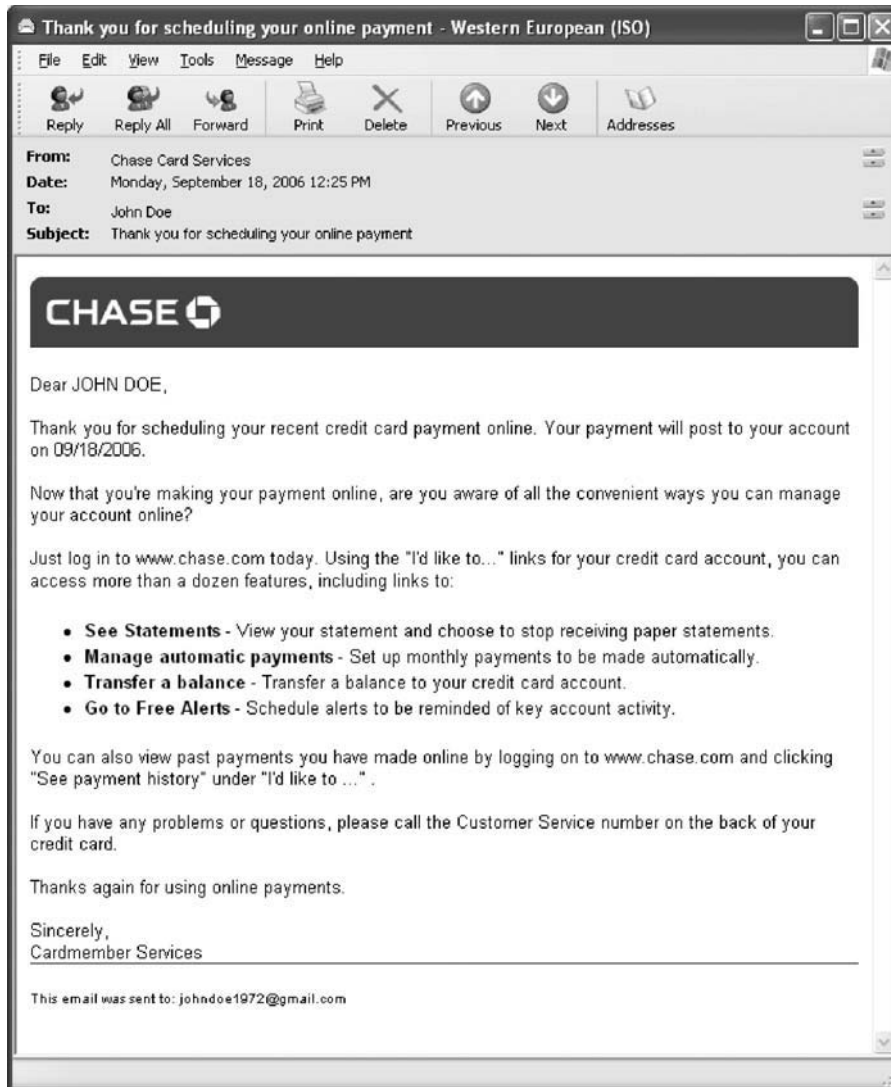 Thank you for scheduling your online payment - Western European (ISO)
File Edit View Tools Message Help
Reply Reply All Forward Print Delete Previous Next Addresses
From: Chase Card Services
Date: Monday, September 18, 2006 12:25 PM
To: John Doe
Subject: Thank you for scheduling your online payment
CHASE
Dear JOHN DOE,
Thank you for scheduling your recent credit card payment online. Your payment will post to your account
on 09/18/2006.
Now that you're making your payment online, are you aware of all the convenient ways you can manage
your account online?
Just log in to www.chase.com today. Using the "I'd like to..." links for your credit card account, you can
access more than a dozen features, including links to:
• See Statements - View your statement and choose to stop receiving paper statements.
• Manage automatic payments - Set up monthly payments to be made automatically.
• Transfer a balance - Transfer a balance to your credit card account.
• Go to Free Alerts - Schedule alerts to be reminded of key account activity.
You can also view past payments you have made online by logging on to www.chase.com and clicking
"See payment history" under "I'd like to ..." .
If you have any problems or questions, please call the Customer Service number on the back of your
credit card.
Thanks again for using online payments.
Sincerely,
Cardmember Services
This email was sent to: johndoe1972@gmail.com